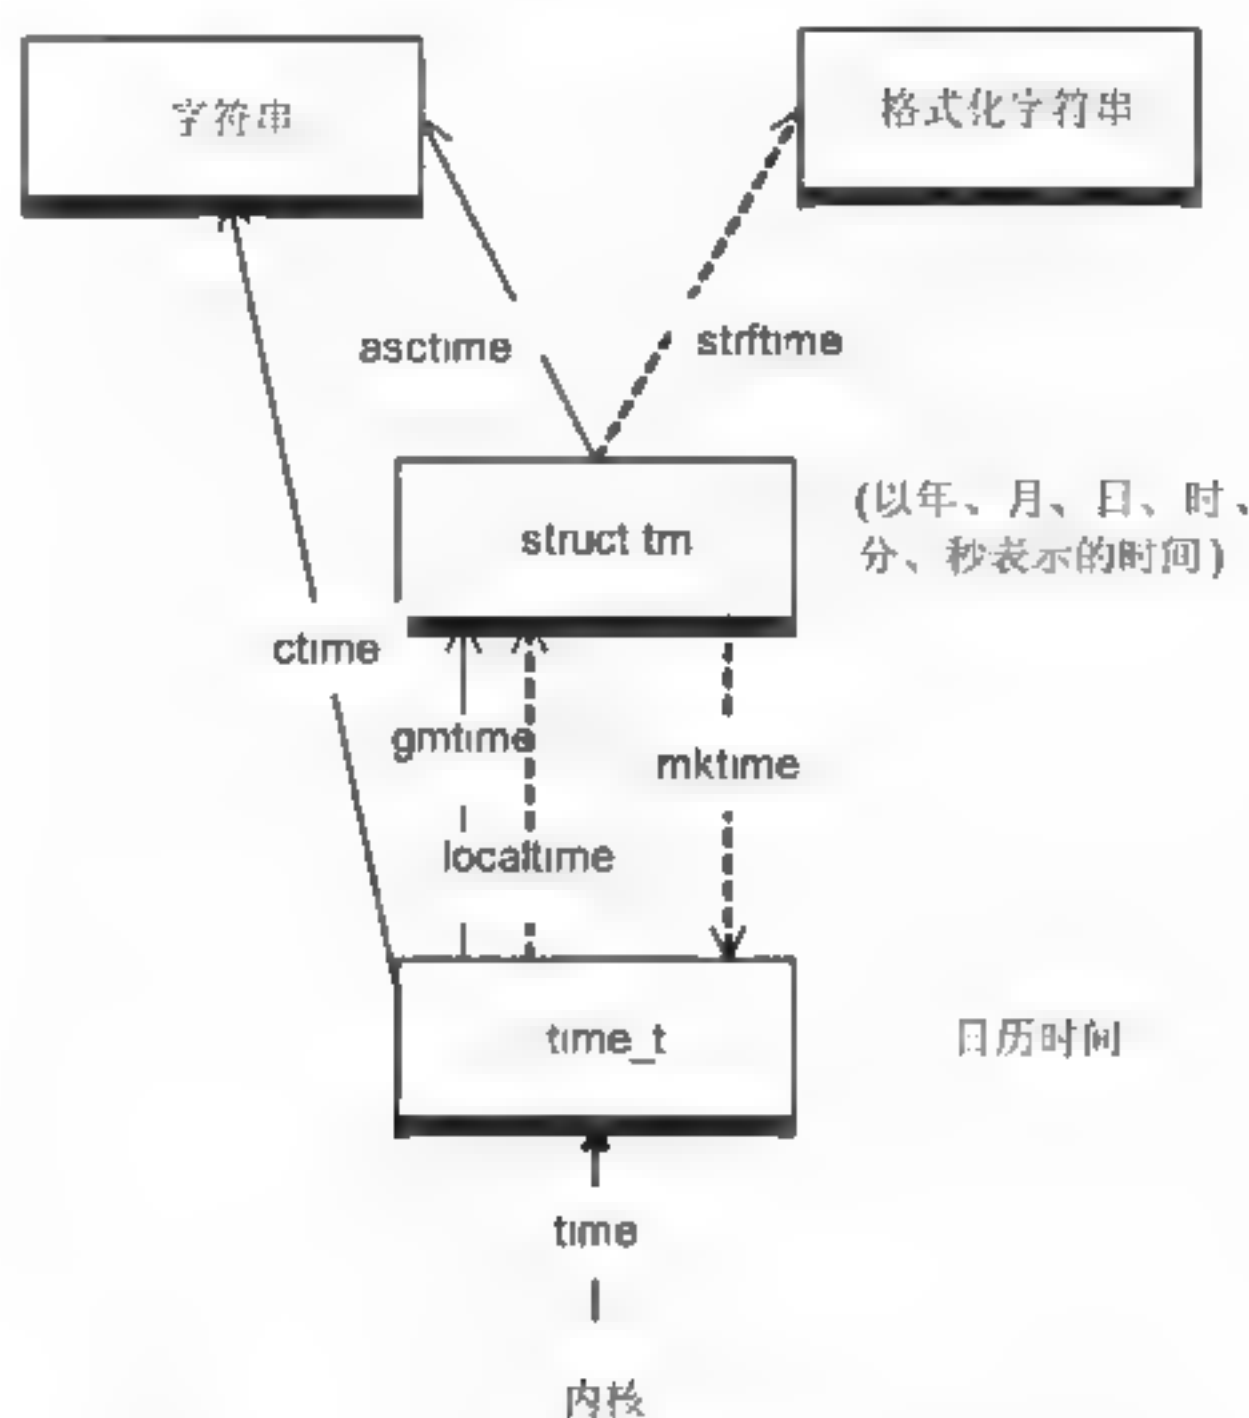 字符串
格式化字符串
asctime
strftime
struct tm
(以年、月、日、时、
分、秒表示的时间)
ctime
gmtime
mktime
localtime
time_t
日历时间
time
内核